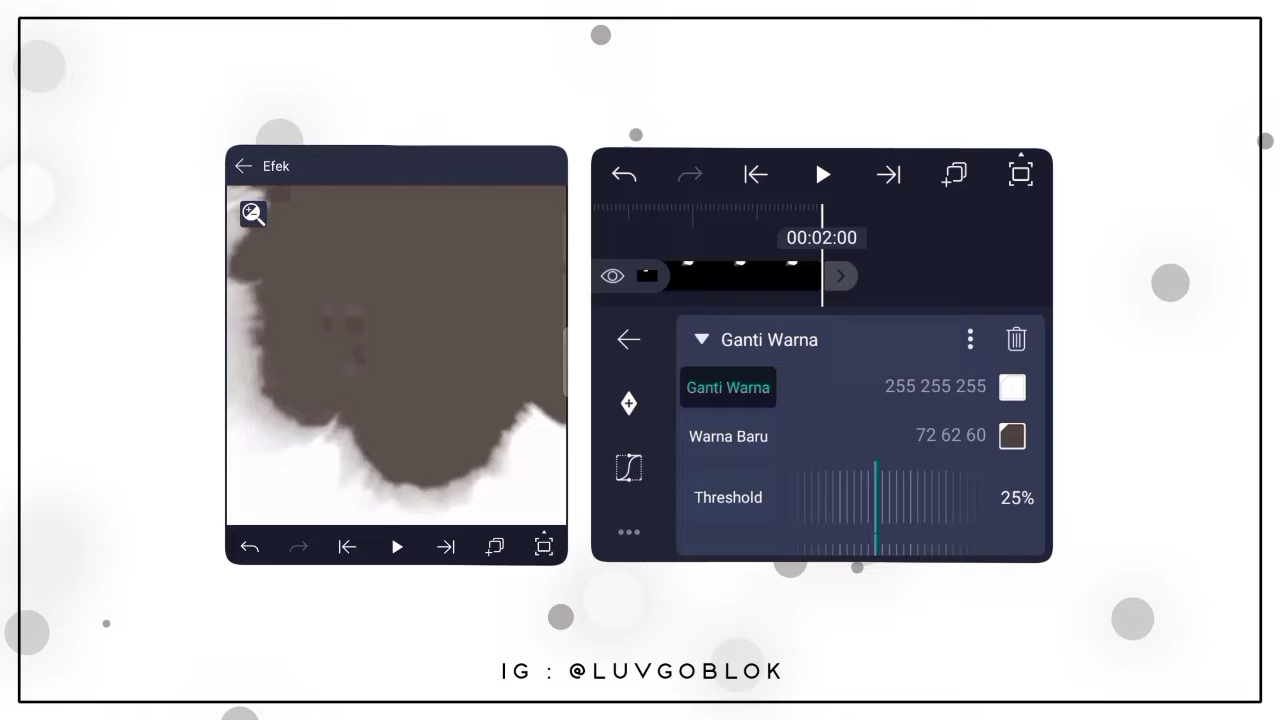 Efek
00:02:00
Ganti Warna
Ganti Warna 255 255 255
Warna Baru 72 62 60
Threshold 25%
IG : @LUVGOBLOK